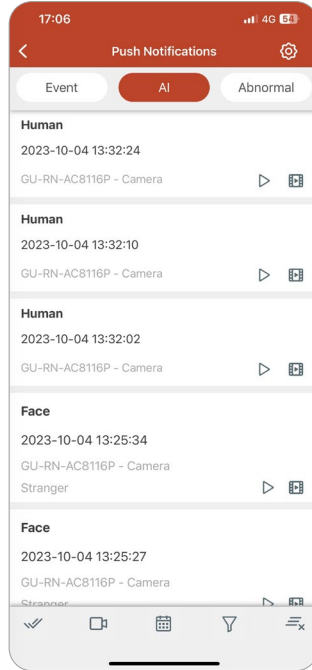 17:06
4G 54
Push Notifications
Event
AI
Abnormal
Human
2023-10-04 13:32:24
GU-RN-AC8116P - Camera
Human
2023-10-04 13:32:10
GU-RN-AC8116P - Camera
Human
2023-10-04 13:32:02
GU-RN-AC8116P - Camera
Face
2023-10-04 13:25:34
GU-RN-AC8116P - Camera
Stranger
Face
2023-10-04 13:25:27
GU-RN-AC8116P - Camera
Stranger